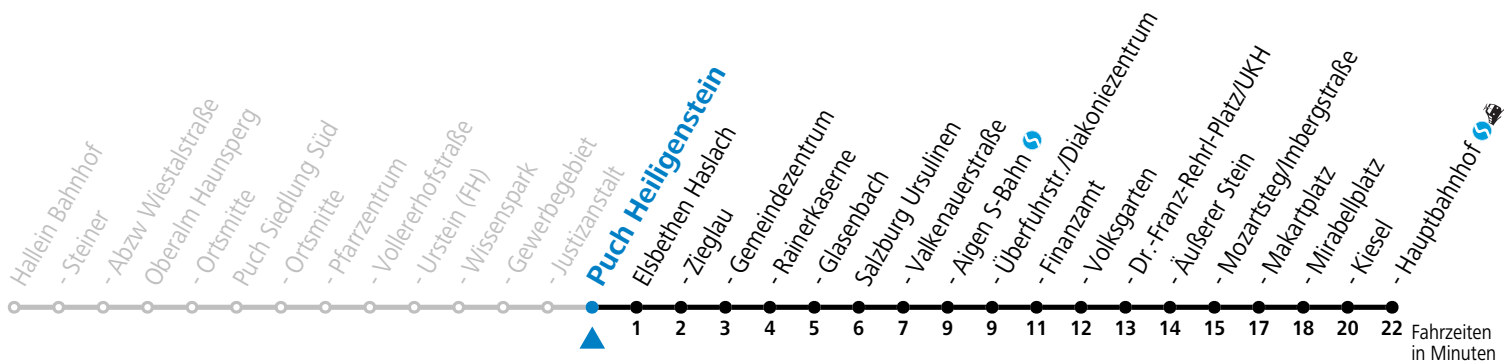 Hallein Bahnhof
- Steiner
- Abzw Wiestalstraße
Oberalm Haunsperg
- Ortsmitte
Puch Siedlung Süd
- Ortsmitte
- Pfarrzentrum
- Vollererhofstraße
- Urstein (FH)
- Wissenspark
- Gewerbegebiet
- Justizanstalt
Puch Heiligenstein
Elsbethen Haslach
- Zieglau
- Gemeindezentrum
- Rainerkaserne
- Glasenbach
Salzburg Ursulinen
- Valkenauerstraße
- Aigen S-Bahn
- Überfuhrstr./Diakoniezentrum
- Finanzamt
- Volksgarten
- Dr.-Franz-Rehrl-Platz/UKH
- Äußerer Stein
- Mozartsteg/Imbergstraße
- Makartplatz
- Mirabellplatz
- Kiesel
- Hauptbahnhof
1 2 3 4 5 6 7 9 9 11 12 13 14 15 17 18 20 22
Fahrzeiten
in Minuten